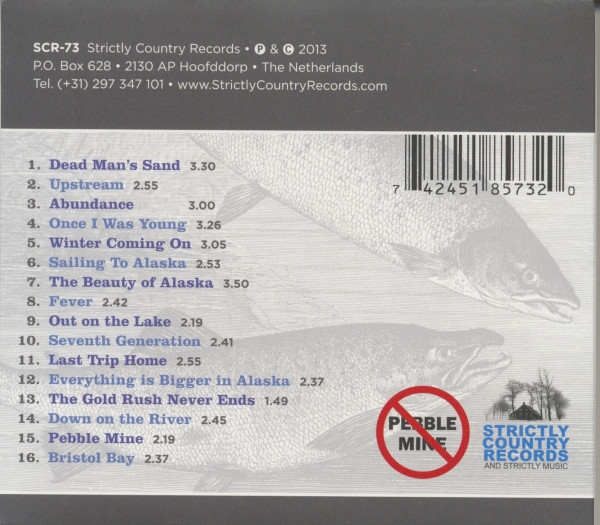 SCR-73 Strictly Country Records • ℗ & © 2013
P.O. Box 628 • 2130 AP Hoofddorp • The Netherlands
Tel. (+31) 297 347 101 • www.StrictlyCountryRecords.com
7 42451 85732 0
1. Dead Man's Sand 3.30
2. Upstream 2.55
3. Abundance 3.00
4. Once I Was Young 3.26
5. Winter Coming On 3.05
6. Sailing To Alaska 2.53
7. The Beauty of Alaska 3.50
8. Fever 2.42
9. Out on the Lake 2.19
10. Seventh Generation 2.41
11. Last Trip Home 2.55
12. Everything is Bigger in Alaska 2.37
13. The Gold Rush Never Ends 1.49
14. Down on the River 2.45
15. Pebble Mine 2.19
16. Bristol Bay 2.37
PEBBLE
MINE
STRICTLY
COUNTRY
RECORDS
AND STRICTLY MUSIC